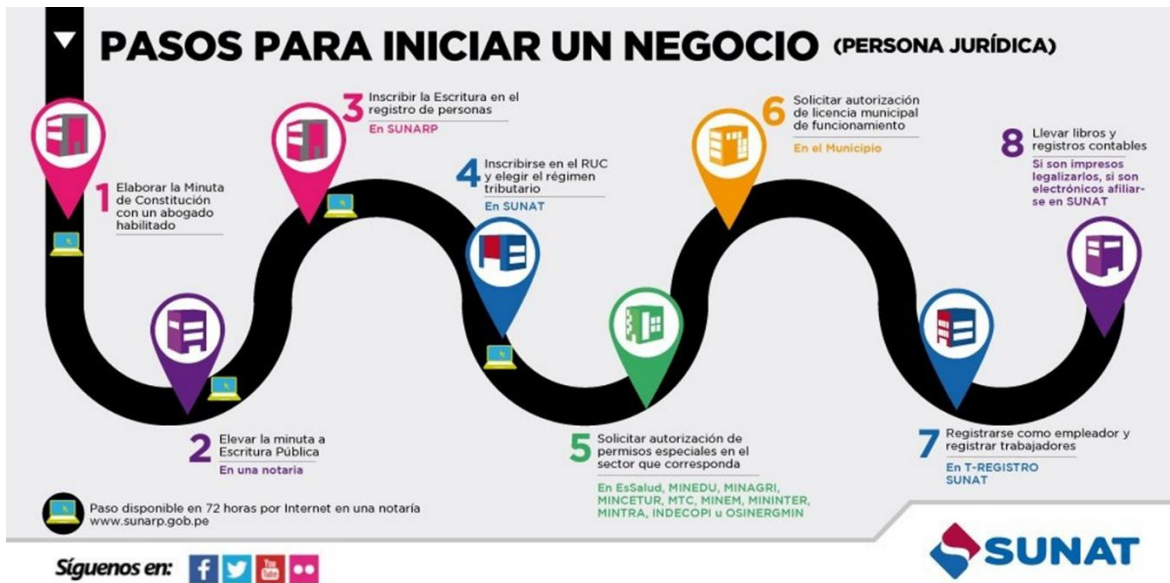 PASOS PARA INICIAR UN NEGOCIO (PERSONA JURÍDICA)
1
Elaborar la Minuta
de Constitución
con un abogado
habilitado
2
Elevar la minuta a
Escritura Pública
En una notaria
3
Inscribir la Escritura en el
registro de personas
En SUNARP
4
Inscribirse en el RUC
y elegir el régimen
tributario
En SUNAT
5
Solicitar autorización de
permisos especiales en el
sector que corresponda
En EsSalud, MINEDU, MINAGRI,
MINCETUR, MTC, MINEM, MININTER,
MINTRA, INDECOPI u OSINERGMIN
6
Solicitar autorización
de licencia municipal
de funcionamiento
En el Municipio
7
Registrarse como empleador y
registrar trabajadores
En T-REGISTRO
SUNAT
8
Llevar libros y
registros contables
Si son impresos
legalizarlos, si son
electrónicos afiliar-
se en SUNAT
Paso disponible en 72 horas por Internet en una notaría
www.sunarp.gob.pe
Síguenos en:
You
Tube
SUNAT